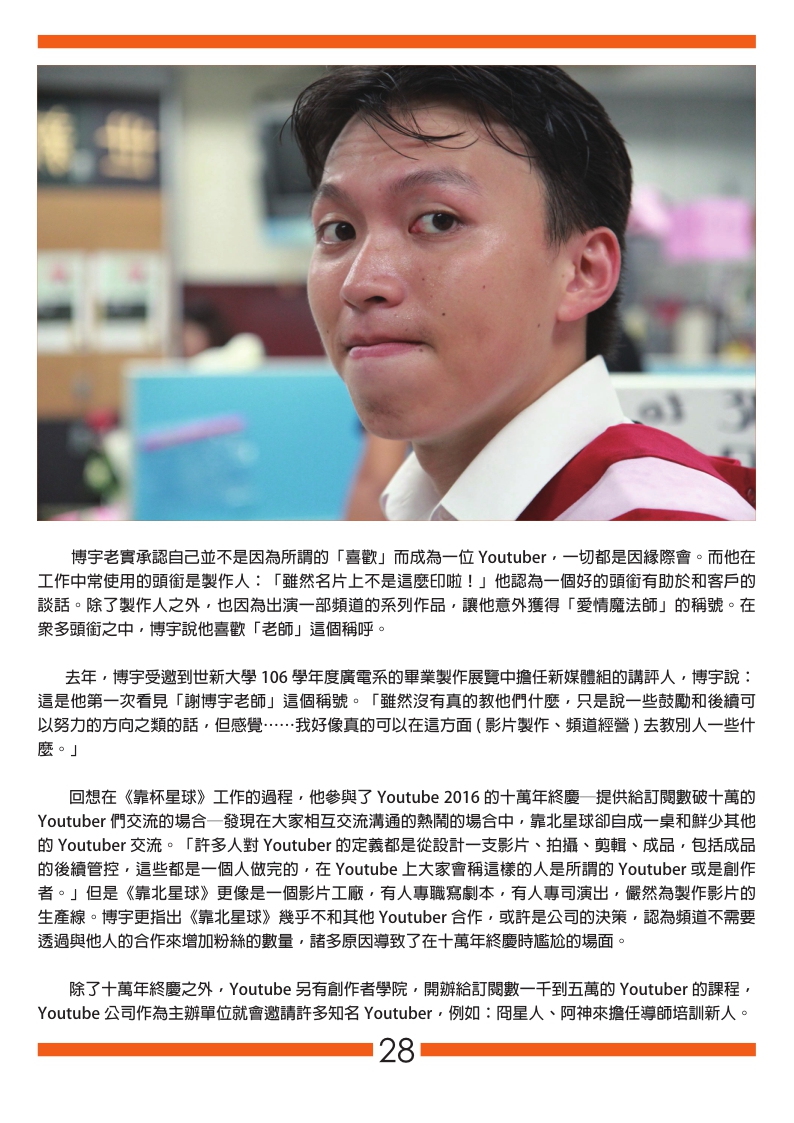 博宇老實承認自己並不是因為所謂的「喜歡」而成為一位 Youtuber，一切都是因緣際會。而他在
工作中常使用的頭銜是製作人：「雖然名片上不是這麼印啦！」他認為一個好的頭銜有助於和客戶的
談話。除了製作人之外，也因為出演一部頻道的系列作品，讓他意外獲得「愛情魔法師」的稱號。在
眾多頭銜之中，博宇說他喜歡「老師」這個稱呼。
去年，博宇受邀到世新大學 106 學年度廣電系的畢業製作展覽中擔任新媒體組的講評人，博宇說：
這是他第一次看見「謝博宇老師」這個稱號。「雖然沒有真的教他們什麼，只是說一些鼓勵和後續可
以努力的方向之類的話，但感覺⋯⋯我好像真的可以在這方面 ( 影片製作、頻道經營 ) 去教別人一些什
麼。」
回想在《靠杯星球》工作的過程，他參與了 Youtube 2016 的十萬年終慶─提供給訂閱數破十萬的
Youtuber 們交流的場合─發現在大家相互交流溝通的熱鬧的場合中，靠北星球卻自成一桌和鮮少其他
的 Youtuber 交流。「許多人對 Youtuber 的定義都是從設計一支影片、拍攝、剪輯、成品，包括成品
的後續管控，這些都是一個人做完的，在 Youtube 上大家會稱這樣的人是所謂的 Youtuber 或是創作
者。」但是《靠北星球》更像是一個影片工廠，有人專職寫劇本，有人專司演出，儼然為製作影片的
生產線。博宇更指出《靠北星球》幾乎不和其他 Youtuber 合作，或許是公司的決策，認為頻道不需要
透過與他人的合作來增加粉絲的數量，諸多原因導致了在十萬年終慶時尷尬的場面。
除了十萬年終慶之外，Youtube 另有創作者學院，開辦給訂閱數一千到五萬的 Youtuber 的課程，
Youtube 公司作為主辦單位就會邀請許多知名 Youtuber，例如：冏星人、阿神來擔任導師培訓新人。
28